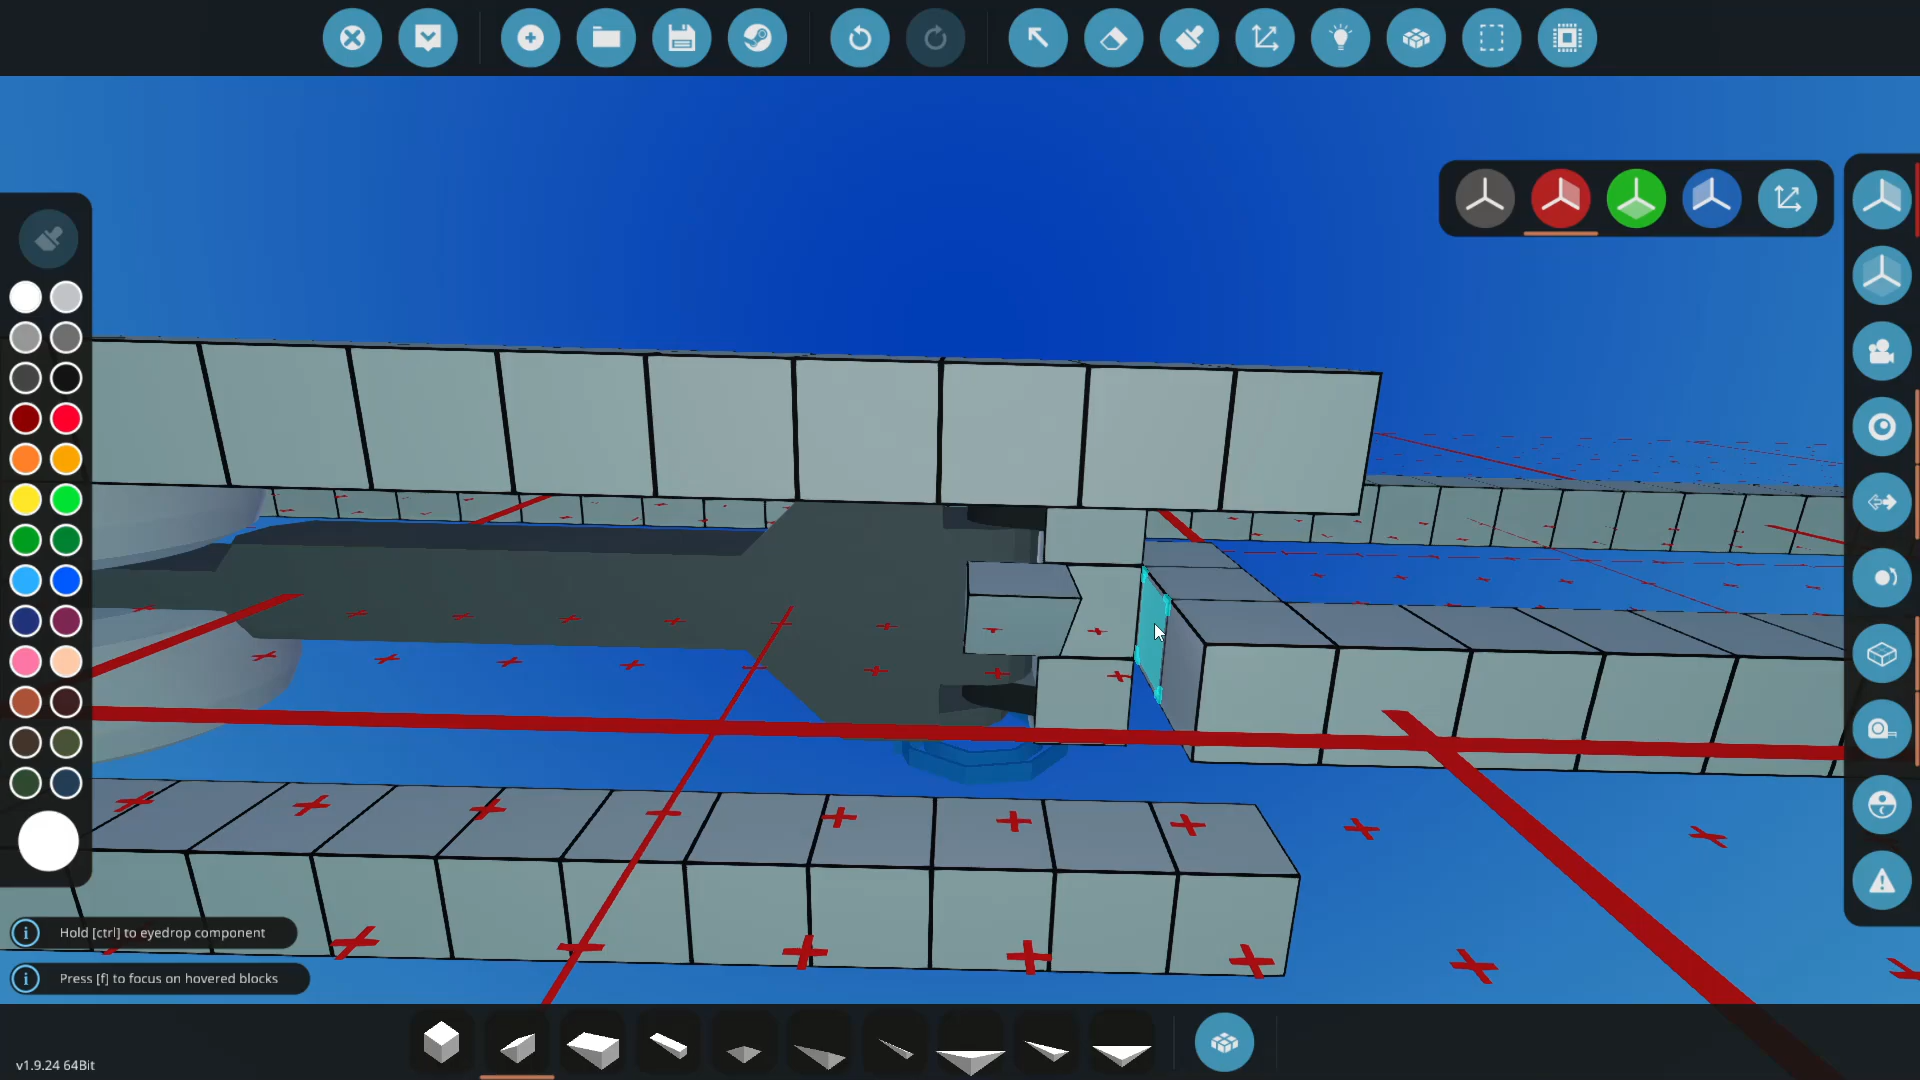 Hold [ctrl] to eyedrop component
Press [f] to focus on hovered blocks
v1.9.24 64Bit